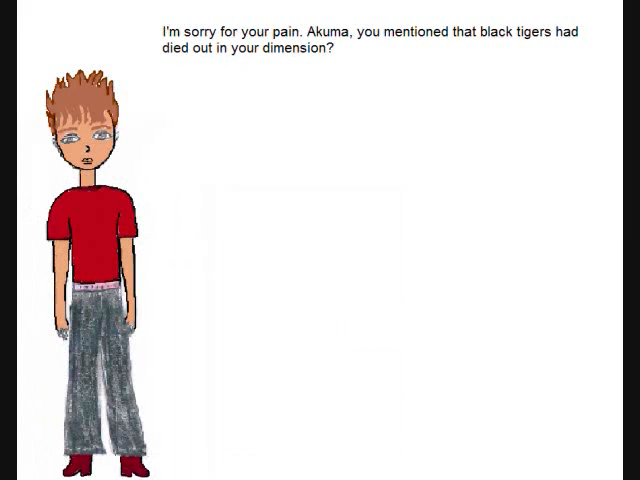 I'm sorry for your pain. Akuma, you mentioned that black tigers had
died out in your dimension?